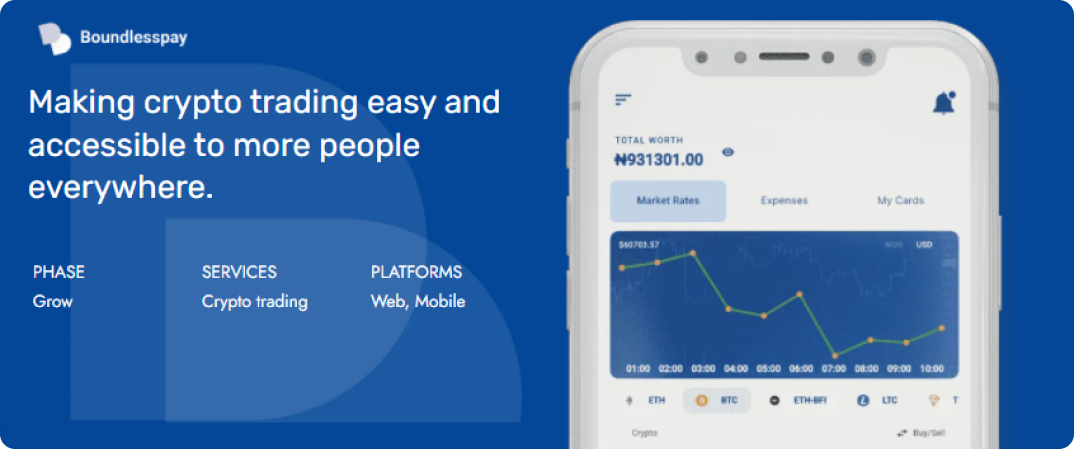 Boundlesspay
Making crypto trading easy and
accessible to more people
everywhere.
PHASE
Grow
SERVICES
Crypto trading
PLATFORMS
Web, Mobile
TOTAL WORTH
₦931301.00
Market Rates Expenses My Cards
$60703.57 NGN USD
01:00 02:00 03:00 04:00 05:00 06:00 07:00 08:00 09:00 10:00
ETH BTC ETH-BFI LTC T
Crypto Buy/Sell